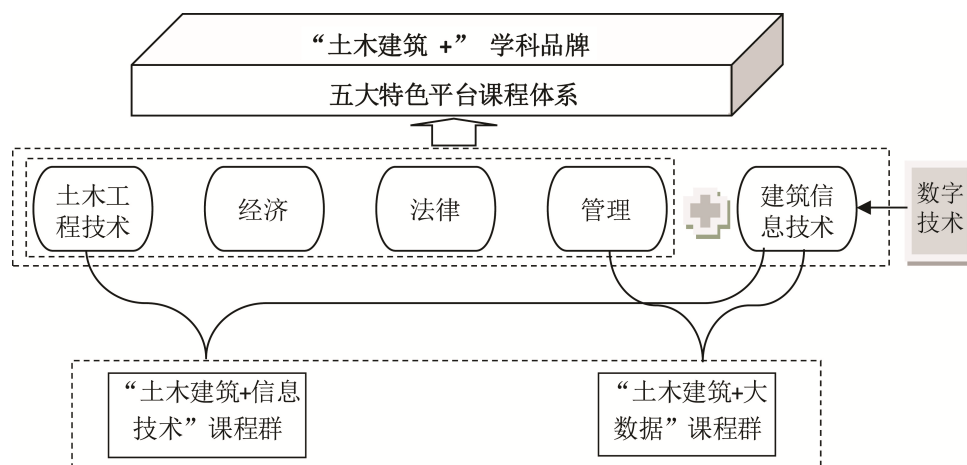 “土木建筑 +” 学科品牌
五大特色平台课程体系
土木工
程技术
经济
法律
管理
建筑信
息技术
数字
技术
“土木建筑+信息
技术”课程群
“土木建筑+大
数据”课程群